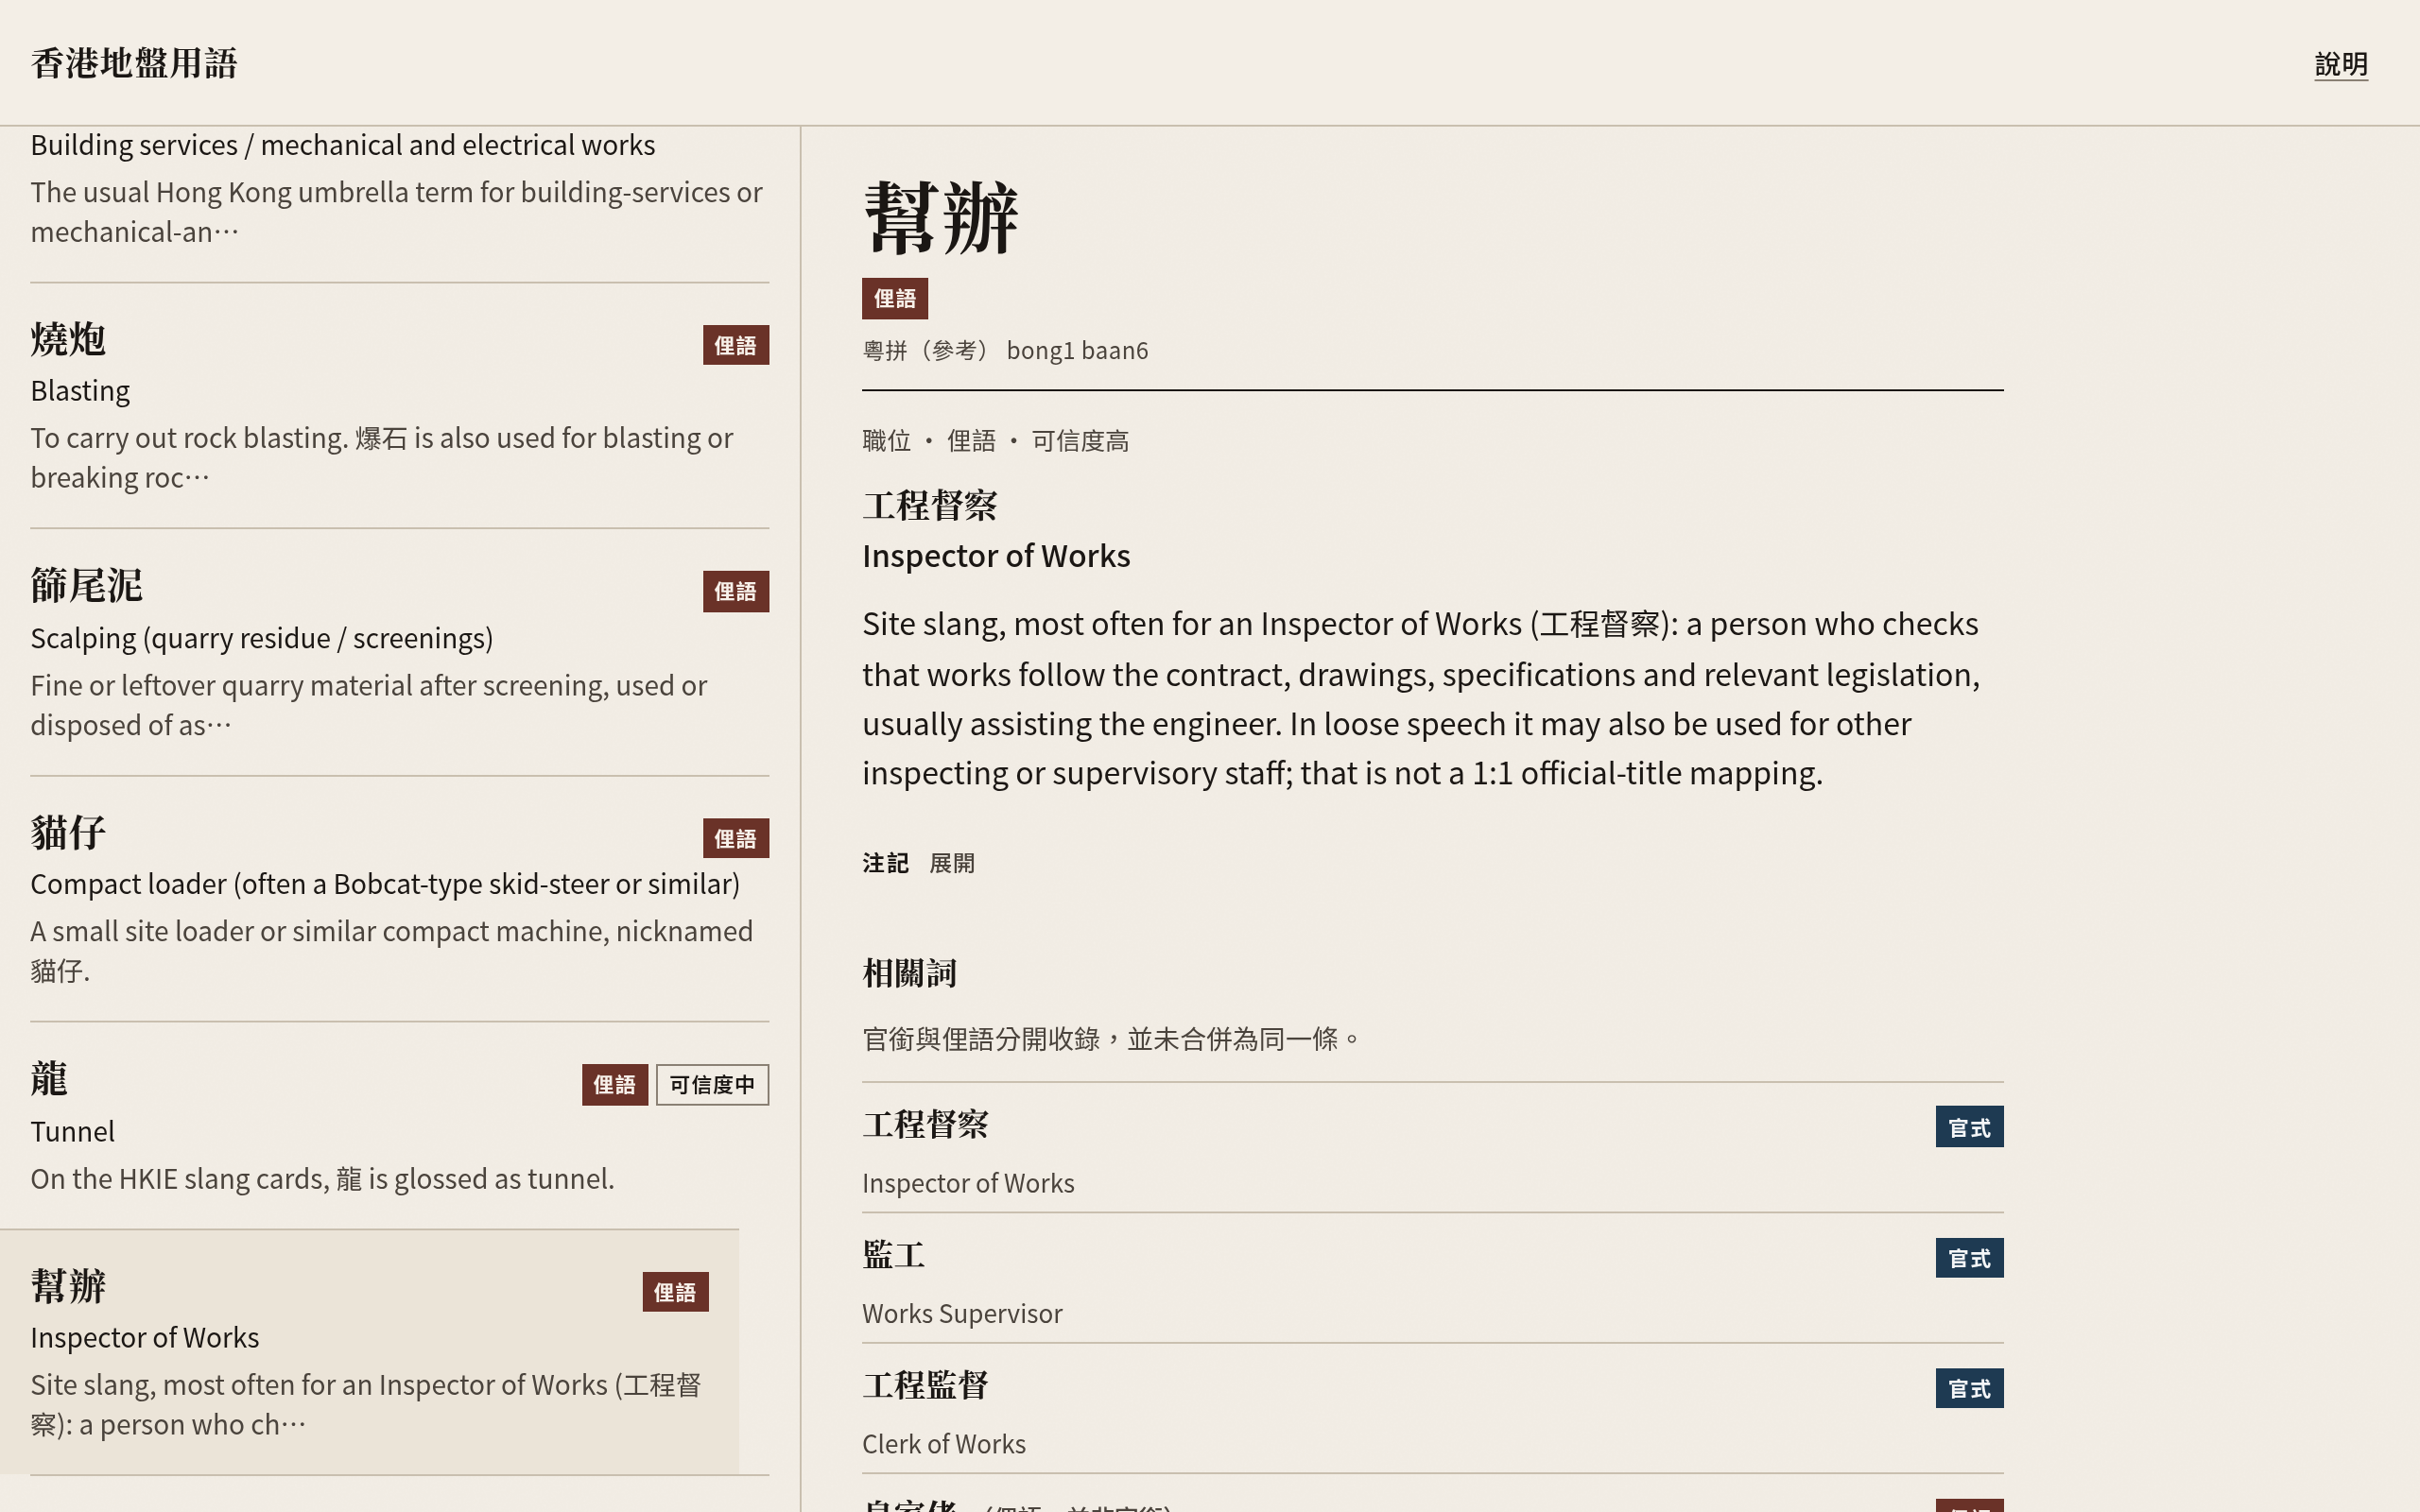 香港地盤用語
說明
Building services / mechanical and electrical works
The usual Hong Kong umbrella term for building-services or
mechanical-an⋯
燒炮
俚語
Blasting
To carry out rock blasting. 爆石 is also used for blasting or
breaking roc⋯
篩尾泥
俚語
Scalping (quarry residue / screenings)
Fine or leftover quarry material after screening, used or
disposed of as⋯
貓仔
俚語
Compact loader (often a Bobcat-type skid-steer or similar)
A small site loader or similar compact machine, nicknamed
貓仔.
龍
俚語 可信度中
Tunnel
On the HKIE slang cards, 龍 is glossed as tunnel.
幫辦
俚語
Inspector of Works
Site slang, most often for an Inspector of Works (工程督
察): a person who ch⋯
幫辦
俚語
粵拼（參考） bong1 baan6
職位 · 俚語 · 可信度高
工程督察
Inspector of Works
Site slang, most often for an Inspector of Works (工程督察): a person who checks
that works follow the contract, drawings, specifications and relevant legislation,
usually assisting the engineer. In loose speech it may also be used for other
inspecting or supervisory staff; that is not a 1:1 official-title mapping.
注記 展開
相關詞
官銜與俚語分開收錄，並未合併為同一條。
工程督察
官式
Inspector of Works
監工
官式
Works Supervisor
工程監督
官式
Clerk of Works